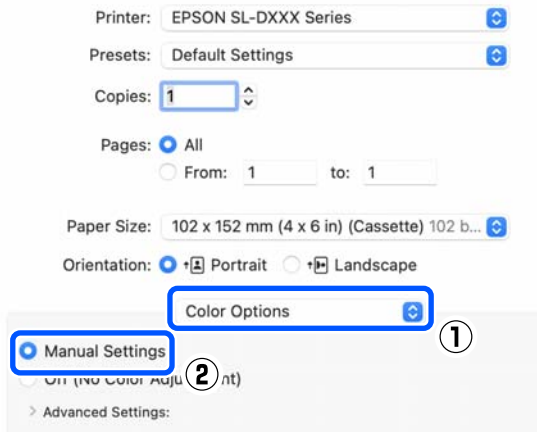 Printer: EPSON SL-DXXX Series
Presets: Default Settings
Copies: 1
Pages: All
From: 1 to: 1
Paper Size: 102 x 152 mm (4 x 6 in) (Cassette) 102 b...
Orientation: Portrait Landscape
Color Options
1
Manual Settings
2
Off (No Color Adju nt)
Advanced Settings: